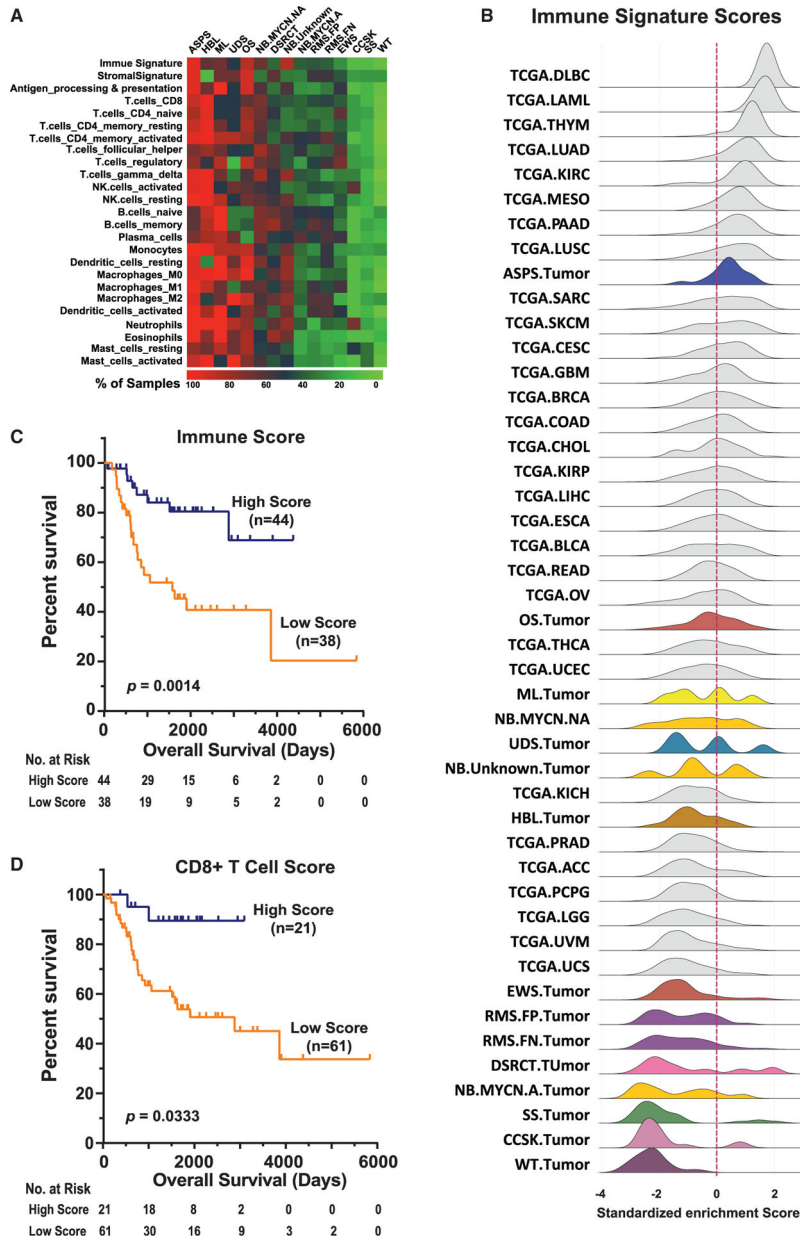 A
ASPS
HBL
ML
UDS
OS
NB.MYCN.NA
DSRCT
NB.Unknown
NB.MYCN.A
RMS.FP
RMS.FN
EWS
CCSK
SS
WT
Immue Signature
StromalSignature
Antigen_processing & presentation
T.cells_CD8
T.cells_CD4_naive
T.cells_CD4_memory_resting
T.cells_CD4_memory_activated
T.cells_follicular_helper
T.cells_regulatory
T.cells_gamma_delta
NK.cells_activated
NK.cells_resting
B.cells_naive
B.cells_memory
Plasma_cells
Monocytes
Dendritic_cells_resting
Macrophages_M0
Macrophages_M1
Macrophages_M2
Dendritic_cells_activated
Neutrophils
Eosinophils
Mast_cells_resting
Mast_cells_activated
% of Samples 100 80 60 40 20 0
B
Immune Signature Scores
TCGA.DLBC
TCGA.LAML
TCGA.THYM
TCGA.LUAD
TCGA.KIRC
TCGA.MESO
TCGA.PAAD
TCGA.LUSC
ASPS.Tumor
TCGA.SARC
TCGA.SKCM
TCGA.CESC
TCGA.GBM
TCGA.BRCA
TCGA.COAD
TCGA.CHOL
TCGA.KIRP
TCGA.LIHC
TCGA.ESCA
TCGA.BLCA
TCGA.READ
TCGA.OV
OS.Tumor
TCGA.THCA
TCGA.UCEC
ML.Tumor
NB.MYCN.NA
UDS.Tumor
NB.Unknown.Tumor
TCGA.KICH
HBL.Tumor
TCGA.PRAD
TCGA.ACC
TCGA.PCPG
TCGA.LGG
TCGA.UVM
TCGA.UCS
EWS.Tumor
RMS.FP.Tumor
RMS.FN.Tumor
DSRCT.TUmor
NB.MYCN.A.Tumor
SS.Tumor
CCSK.Tumor
WT.Tumor
-4 -2 0 2
Standardized enrichment Score
C
Immune Score
Percent survival
100
80
60
40
20
0
High Score
(n=44)
Low Score
(n=38)
p = 0.0014
0 2000 4000 6000
Overall Survival (Days)
No. at Risk
High Score 44 29 15 6 2 0 0
Low Score 38 19 9 5 2 0 0
D
CD8+ T Cell Score
Percent survival
100
80
60
40
20
0
High Score
(n=21)
Low Score
(n=61)
p = 0.0333
0 2000 4000 6000
Overall Survival (Days)
No. at Risk
High Score 21 18 8 2 0 0 0
Low Score 61 30 16 9 3 2 0